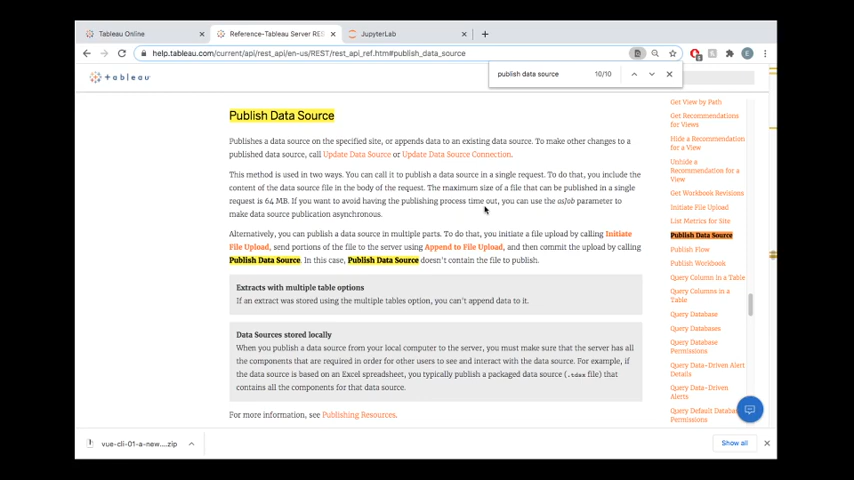 Tableau Online
Reference-Tableau Server RES
JupyterLab
help.tableau.com/current/api/rest_api/en-us/REST/rest_api_ref.htm#publish_data_source
publish data source 10/10
+ableau
Publish Data Source
Publishes a data source on the specified site, or appends data to an existing data source. To make other changes to a
published data source, call Update Data Source or Update Data Source Connection.
This method is used in two ways. You can call it to publish a data source in a single request. To do that, you include the
content of the data source file in the body of the request. The maximum size of a file that can be published in a single
request is 64 MB. If you want to avoid having the publishing process time out, you can use the asJob parameter to
make data source publication asynchronous.
Alternatively, you can publish a data source in multiple parts. To do that, you initiate a file upload by calling Initiate
File Upload, send portions of the file to the server using Append to File Upload, and then commit the upload by calling
Publish Data Source. In this case, Publish Data Source doesn't contain the file to publish.
Extracts with multiple table options
If an extract was stored using the multiple tables option, you can't append data to it.
Data Sources stored locally
When you publish a data source from your local computer to the server, you must make sure that the server has all
the components that are required in order for other users to see and interact with the data source. For example, if
the data source is based on an Excel spreadsheet, you typically publish a packaged data source (.tdsx file) that
contains all the components for that data source.
For more information, see Publishing Resources.
Get View by Path
Get Recommendations
for Views
Hide a Recommendation
for a View
Unhide a
Recommendation for a
View
Get Workbook Revisions
Initiate File Upload
List Metrics for Site
Publish Data Source
Publish Flow
Publish Workbook
Query Column in a Table
Query Columns in a
Table
Query Database
Query Databases
Query Database
Permissions
Query Data-Driven Alert
Details
Query Data-Driven
Alerts
Query Default Database
Permissions
vue-cli-01-a-new....zip
Show all